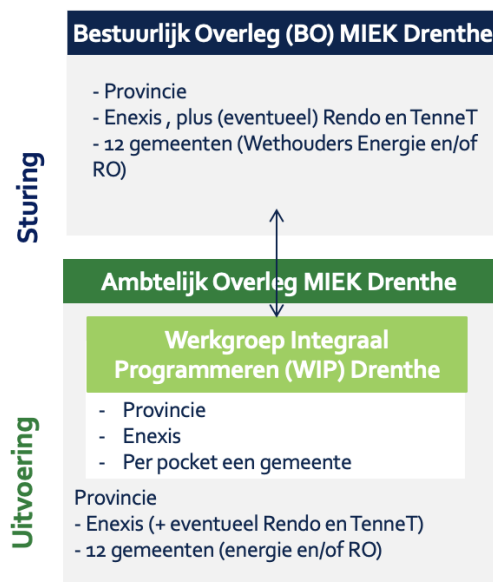 Bestuurlijk Overleg (BO) MIEK Drenthe
- Provincie
- Enexis , plus (eventueel) Rendo en TenneT
- 12 gemeenten (Wethouders Energie en/of
RO)
Sturing
Ambtelijk Overleg MIEK Drenthe
Werkgroep Integraal
Programmeren (WIP) Drenthe
- Provincie
- Enexis
- Per pocket een gemeente
Provincie
- Enexis (+ eventueel Rendo en TenneT)
- 12 gemeenten (energie en/of RO)
Uitvoering